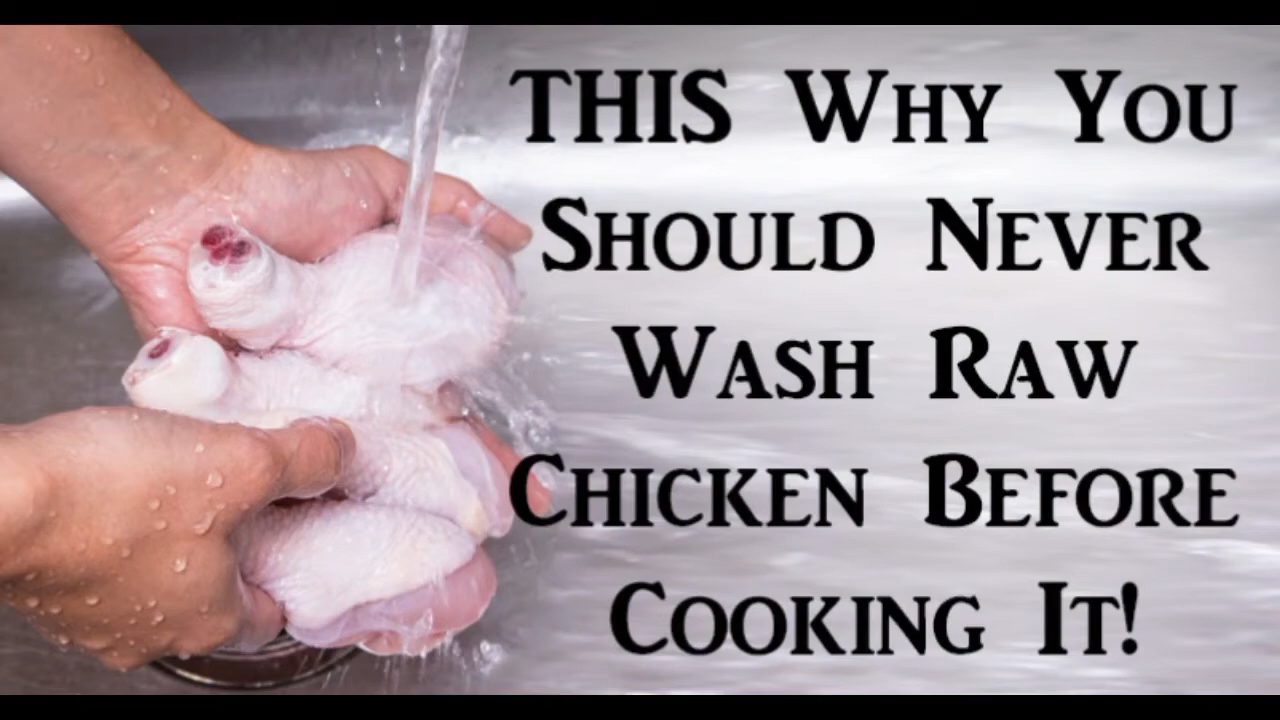 THIS Why You
Should Never
Wash Raw
Chicken Before
Cooking It!